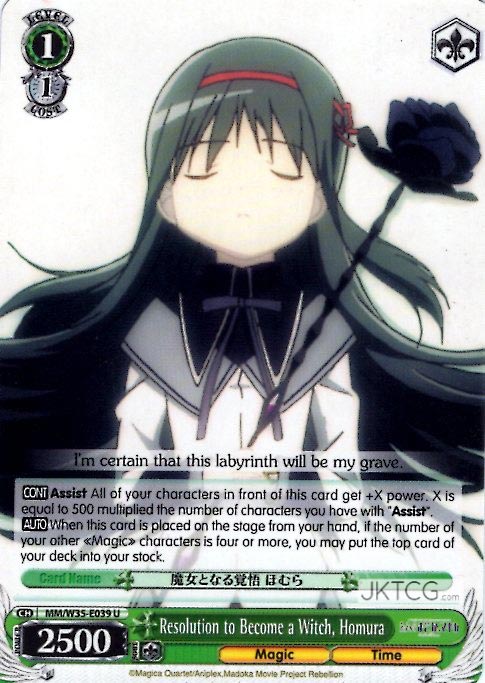 LEVEL
1
1
COST
I'm certain that this labyrinth will be my grave.
CONT Assist All of your characters in front of this card get +X power. X is
equal to 500 multiplied the number of characters you have with "Assist".
AUTO When this card is placed on the stage from your hand, if the number of
your other «Magic» characters is four or more, you may put the top card of
your deck into your stock.
Card Name 魔女となる覚悟 ほむら
JKTCG.com
CH MM/W35-E039 U
Resolution to Become a Witch, Homura
POWER 2500
Magic Time
©Magica Quartet/Aniplex,Madoka Movie Project Rebellion